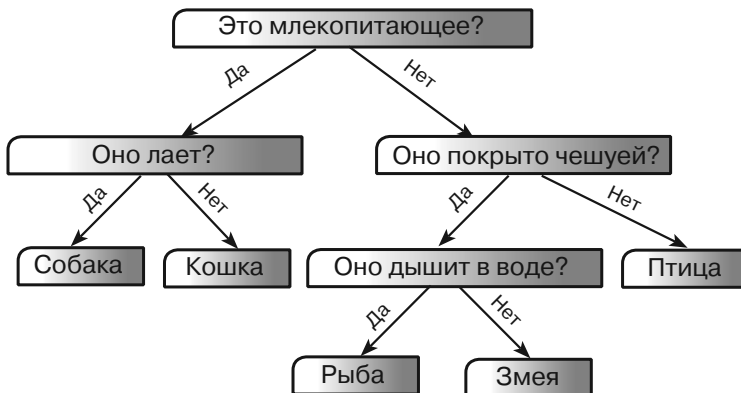 Это млекопитающее?
Да
Нет
Оно лает?
Оно покрыто чешуей?
Да
Нет
Да
Нет
Собака
Кошка
Оно дышит в воде?
Птица
Да
Нет
Рыба
Змея